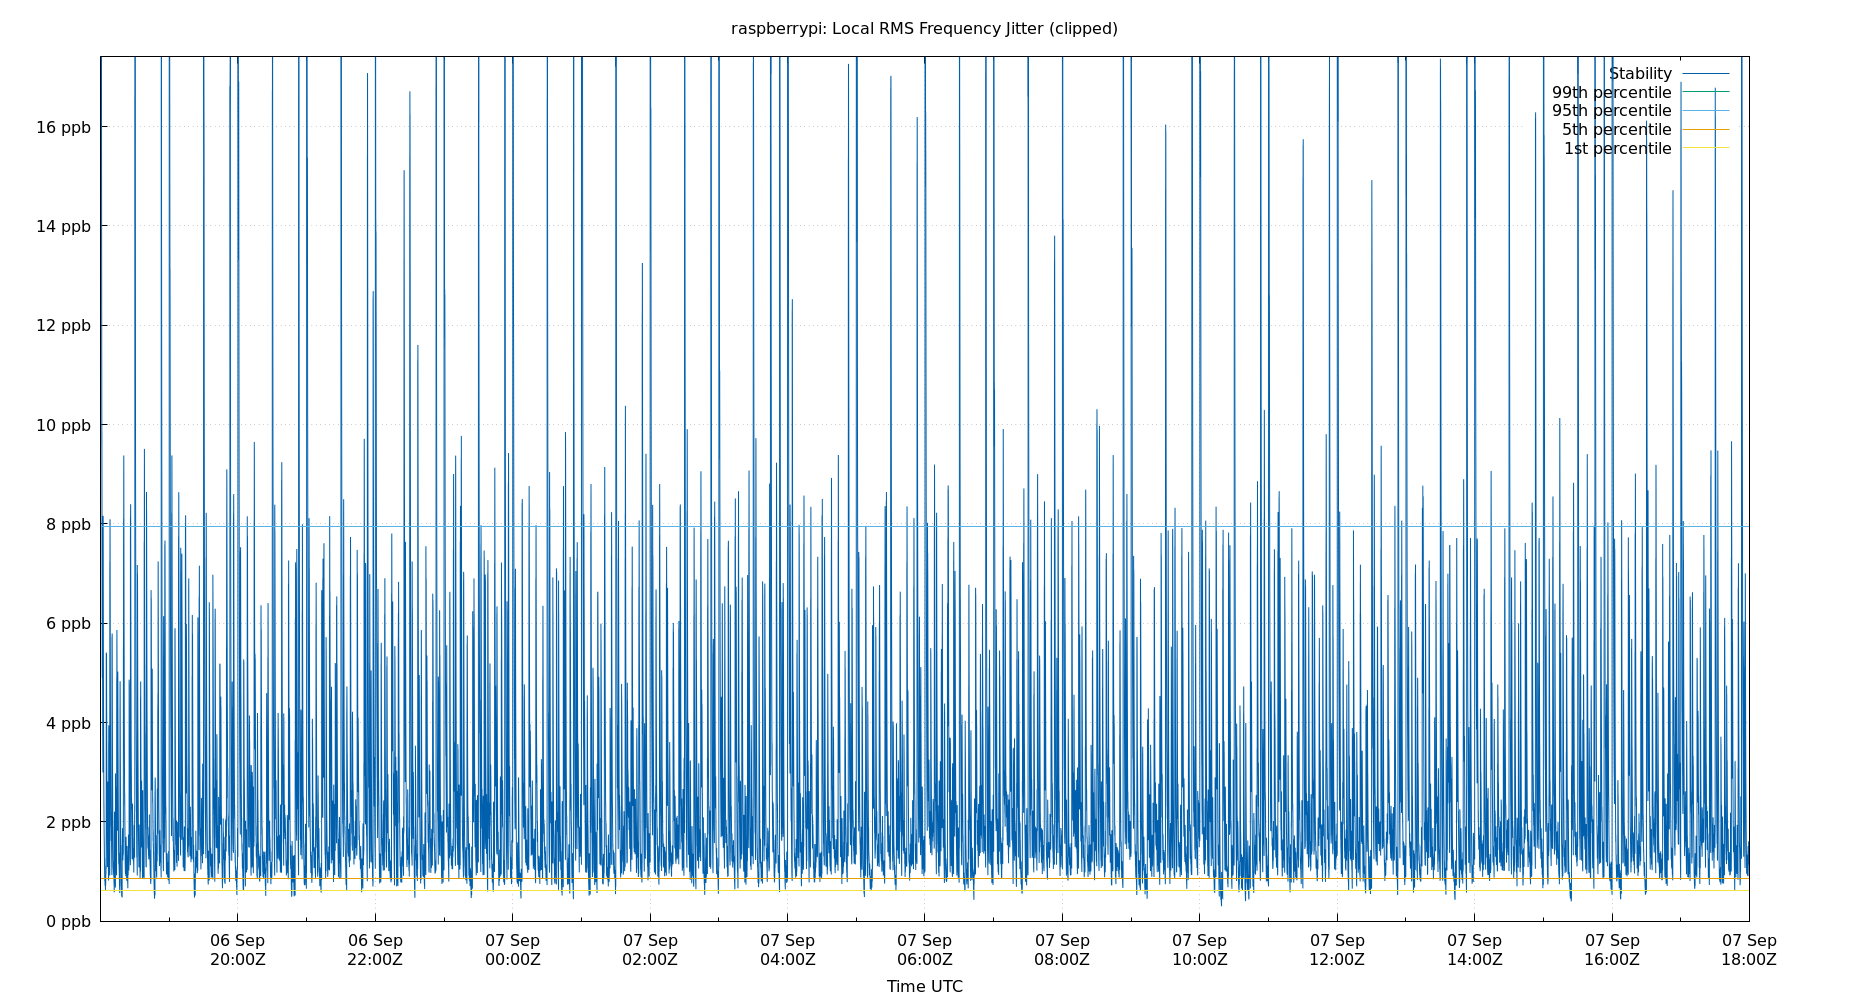 raspberrypi: Local RMS Frequency Jitter (clipped)
Stability
99th percentile
95th percentile
5th percentile
1st percentile
16 ppb
14 ppb
12 ppb
10 ppb
8 ppb
6 ppb
4 ppb
2 ppb
0 ppb
06 Sep 06 Sep 07 Sep 07 Sep 07 Sep 07 Sep 07 Sep 07 Sep 07 Sep 07 Sep 07 Sep 07 Sep
20:00Z 22:00Z 00:00Z 02:00Z 04:00Z 06:00Z 08:00Z 10:00Z 12:00Z 14:00Z 16:00Z 18:00Z
Time UTC